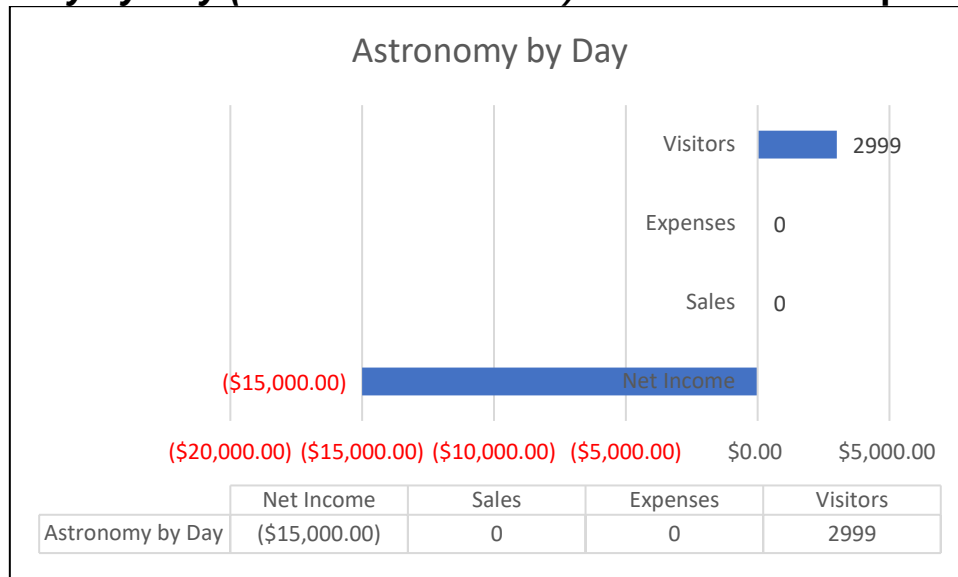 Astronomy by Day
Visitors 2999
Expenses 0
Sales 0
($15,000.00) Net Income
($20,000.00) ($15,000.00) ($10,000.00) ($5,000.00) $0.00 $5,000.00
Net Income Sales Expenses Visitors
Astronomy by Day ($15,000.00) 0 0 2999